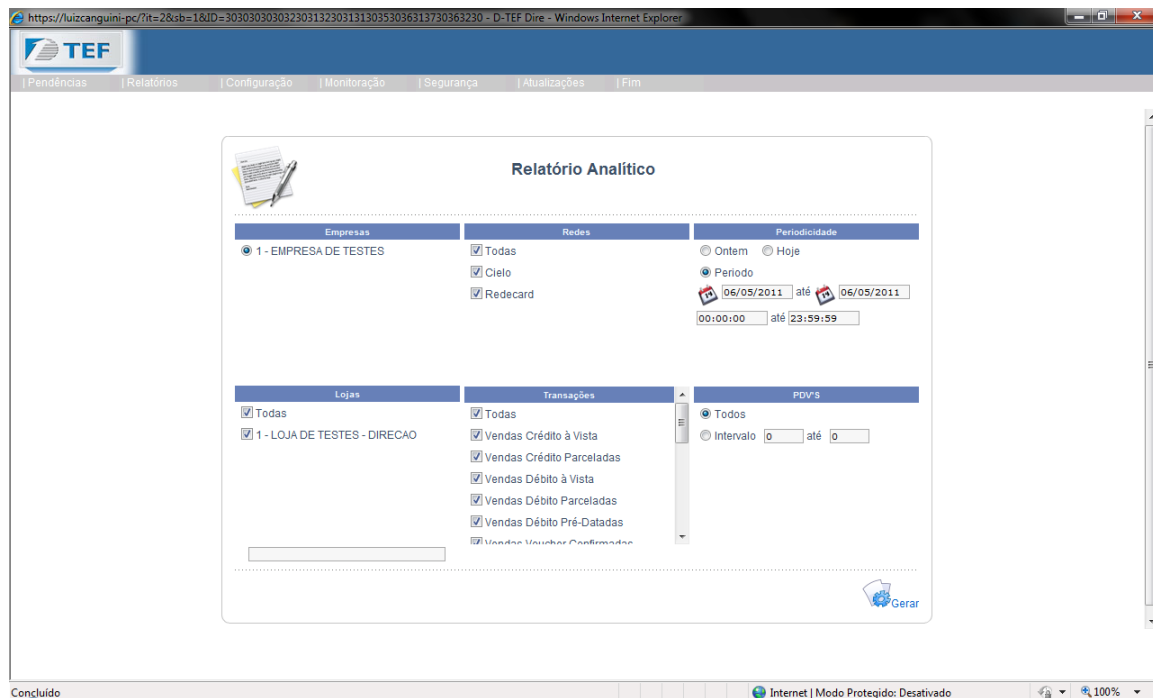 https://luizcanguini-pc/?it=2&sb=1&ID=3030303030323031323031313035303631373036323​0 - D-TEF Dire - Windows Internet Explorer
TEF
| Pendências | Relatórios | Configuração | Monitoração | Segurança | Atualizações | Fim
Relatório Analítico
Empresas Redes Periodicidade
1 - EMPRESA DE TESTES Todas Ontem Hoje
Cielo Periodo
Redecard 06/05/2011 até 06/05/2011
00:00:00 até 23:59:59
Lojas Transações PDV'S
Todas Todas Todos
1 - LOJA DE TESTES - DIRECAO Vendas Crédito à Vista Intervalo 0 até 0
Vendas Crédito Parceladas
Vendas Débito à Vista
Vendas Débito Parceladas
Vendas Débito Pré-Datadas
Vendas Voucher Confirmadas
Gerar
Concluído Internet | Modo Protegido: Desativado 100%